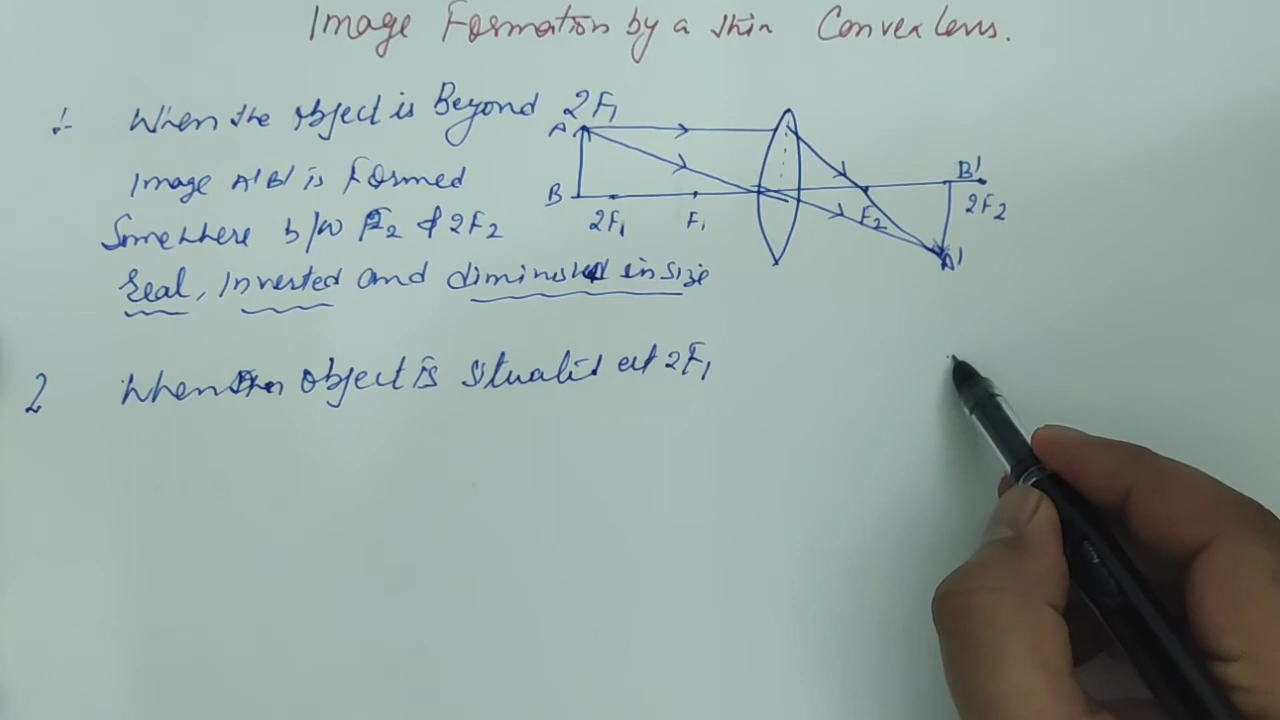 Image Formation by a thin Convex lens.
1- When the object is Beyond 2F1
Image A'B' is Formed
Somewhere b/w F2 & 2F2
Real, Inverted and diminished in size
A
B
2F1
F1
F2
B'
2F2
A'
2 When the object is situated at 2F1